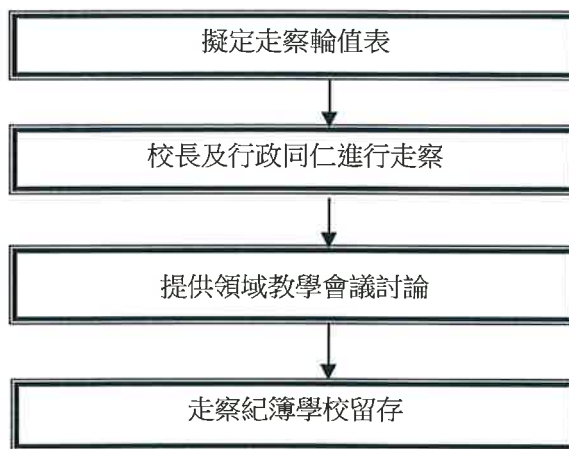 擬定走察輪值表
校長及行政同仁進行走察
提供領域教學會議討論
走察紀簿學校留存